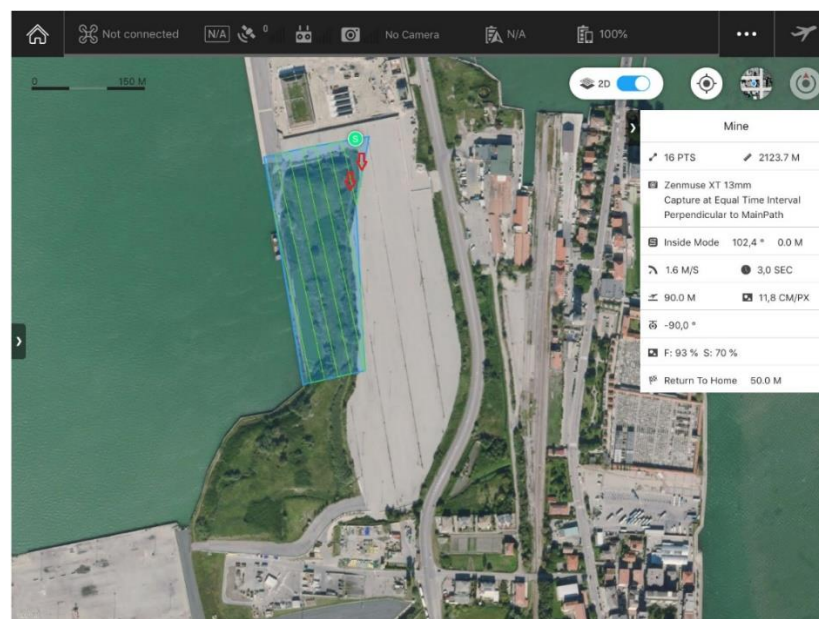 Not connected N/A 0 No Camera N/A 100%
0 150 M
2D
S
Mine
16 PTS 2123.7 M
Zenmuse XT 13mm
Capture at Equal Time Interval
Perpendicular to MainPath
Inside Mode 102,4 ° 0.0 M
1.6 M/S 3,0 SEC
90.0 M 11,8 CM/PX
-90,0 °
F: 93 % S: 70 %
Return To Home 50.0 M